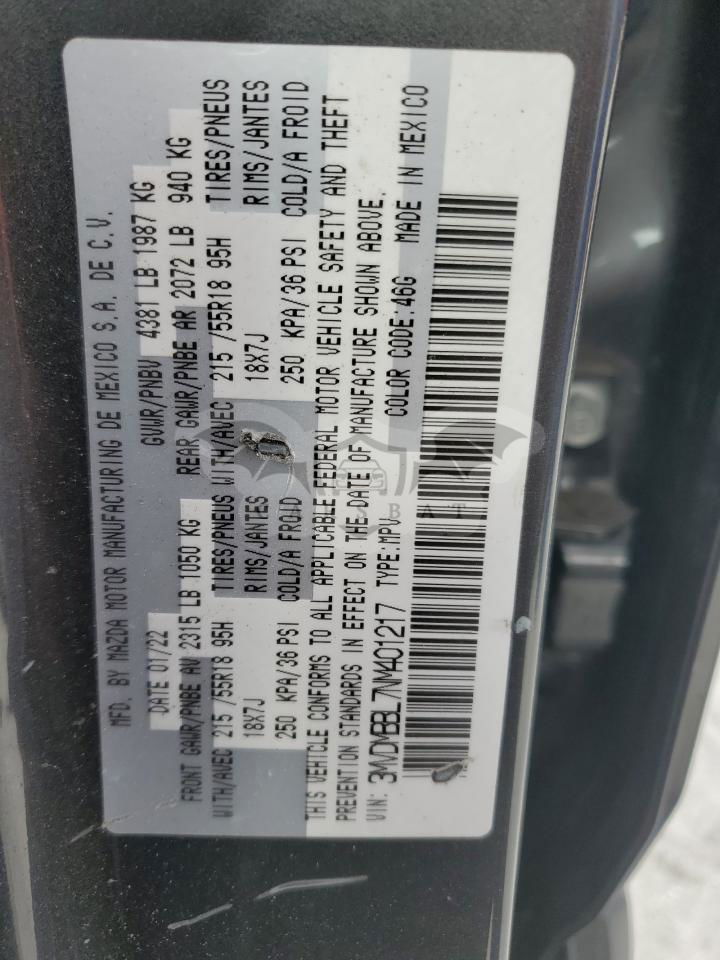 MFD. BY MAZDA MOTOR MANUFACTURING DE MEXICO S.A. DE C.V.
DATE 01/22 GVWR/PNBV 4381 LB 1987 KG
FRONT GAWR/PNBE AV 2315 LB 1050 KG REAR GAWR/PNBE AR 2072 LB 940 KG
WITH/AVEC 215 /55R18 95H TIRES/PNEUS WITH/AVEC 215 /55R18 95H TIRES/PNEUS
18X7J RIMS/JANTES 18X7J RIMS/JANTES
250 KPA/36 PSI COLD/A FROID 250 KPA/36 PSI COLD/A FROID
THIS VEHICLE CONFORMS TO ALL APPLICABLE FEDERAL MOTOR VEHICLE SAFETY AND THEFT
PREVENTION STANDARDS IN EFFECT ON THE DATE OF MANUFACTURE SHOWN ABOVE.
VIN: 3MVDMBBL7NM401217 TYPE:MPV COLOR CODE:46G MADE IN MEXICO